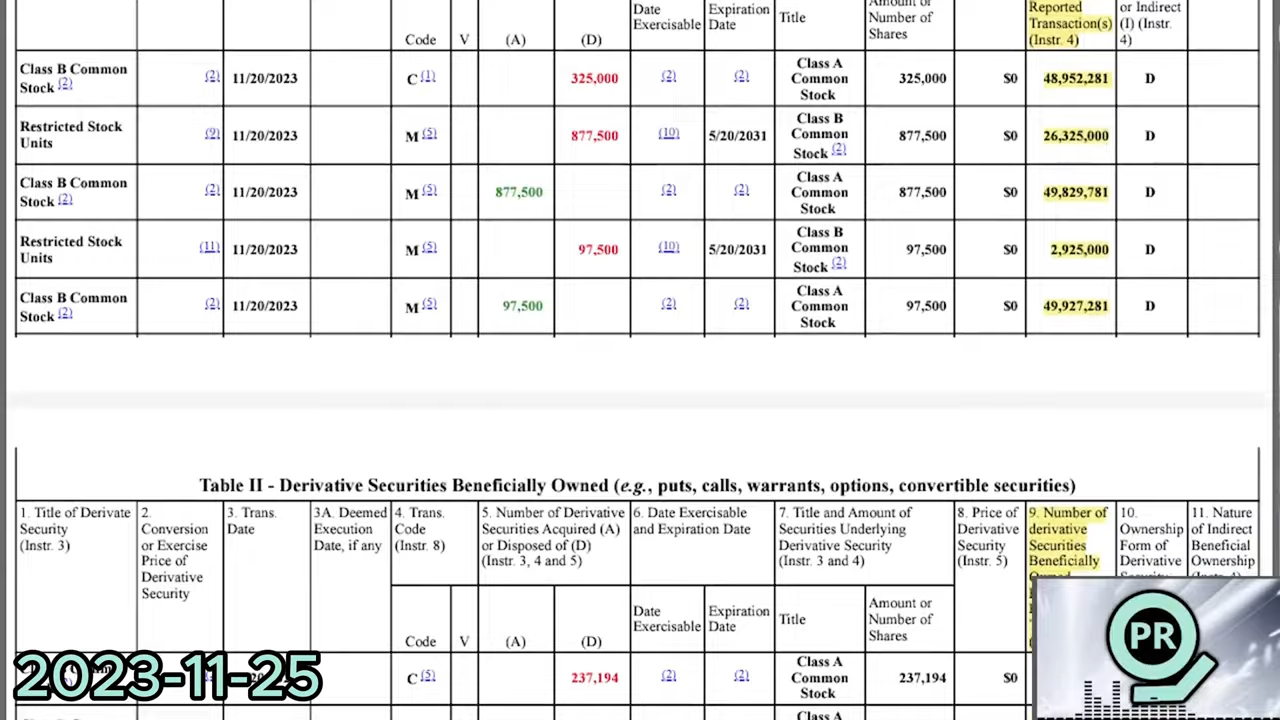 Date Exercisable
Expiration Date
Title
Amount or Number of Shares
Reported Transaction(s) (Instr. 4)
or Indirect (I) (Instr. 4)
Code V (A) (D)
Class B Common Stock (2) (2) 11/20/2023 C (1) 325,000 (2) (2) Class A Common Stock 325,000 $0 48,952,281 D
Restricted Stock Units (9) 11/20/2023 M (5) 877,500 (10) 5/20/2031 Class B Common Stock (2) 877,500 $0 26,325,000 D
Class B Common Stock (2) (2) 11/20/2023 M (5) 877,500 (2) (2) Class A Common Stock 877,500 $0 49,829,781 D
Restricted Stock Units (11) 11/20/2023 M (5) 97,500 (10) 5/20/2031 Class B Common Stock (2) 97,500 $0 2,925,000 D
Class B Common Stock (2) (2) 11/20/2023 M (5) 97,500 (2) (2) Class A Common Stock 97,500 $0 49,927,281 D
Table II - Derivative Securities Beneficially Owned (e.g., puts, calls, warrants, options, convertible securities)
1. Title of Derivate Security (Instr. 3)
2. Conversion or Exercise Price of Derivative Security
3. Trans. Date
3A. Deemed Execution Date, if any
4. Trans. Code (Instr. 8)
5. Number of Derivative Securities Acquired (A) or Disposed of (D) (Instr. 3, 4 and 5)
6. Date Exercisable and Expiration Date
7. Title and Amount of Securities Underlying Derivative Security (Instr. 3 and 4)
8. Price of Derivative Security (Instr. 5)
9. Number of derivative Securities Beneficially
10. Ownership Form of Derivative
11. Nature of Indirect Beneficial Ownership
Code V (A) (D)
Date Exercisable
Expiration Date
Title
Amount or Number of Shares
C (5) 237,194 (2) (2) Class A Common Stock 237,194 $0
Class A
2023-11-25
PR